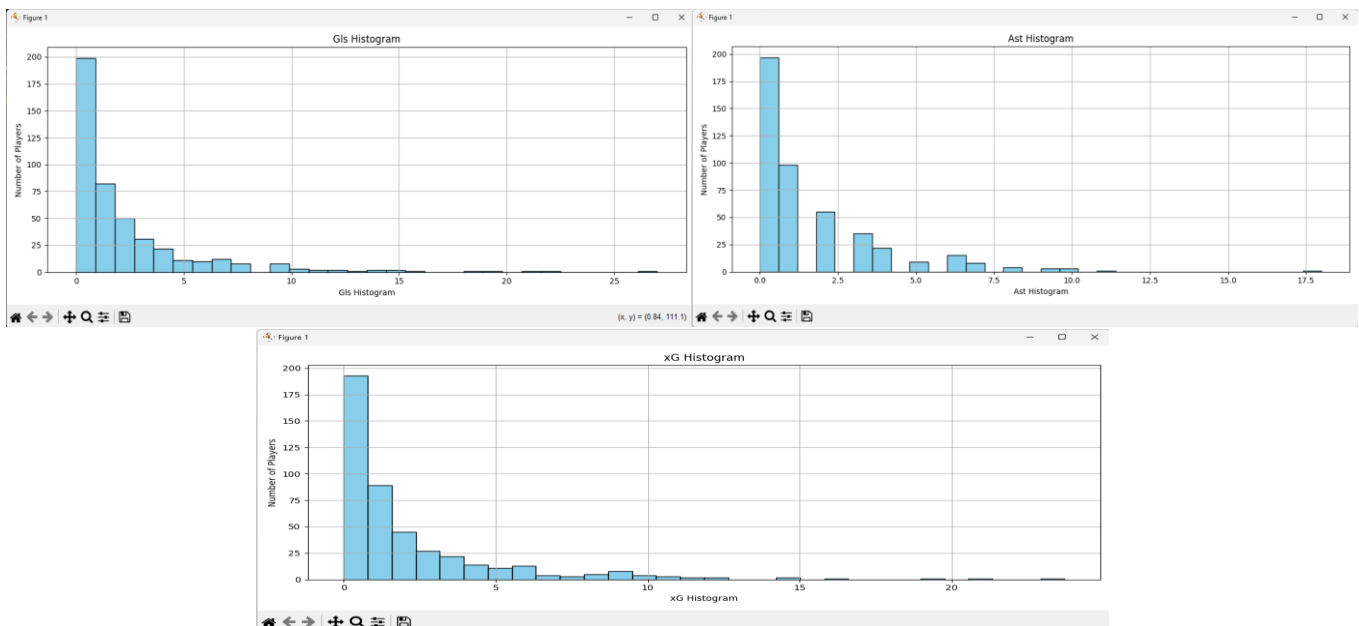 Figure 1
Gls Histogram
Number of Players
200
175
150
125
100
75
50
25
0
0 5 10 15 20 25
Gls Histogram
(x, y) = (0.84, 111.1)
Figure 1
Ast Histogram
Number of Players
200
175
150
125
100
75
50
25
0
0.0 2.5 5.0 7.5 10.0 12.5 15.0 17.5
Ast Histogram
Figure 1
xG Histogram
Number of Players
200
175
150
125
100
75
50
25
0
0 5 10 15 20
xG Histogram